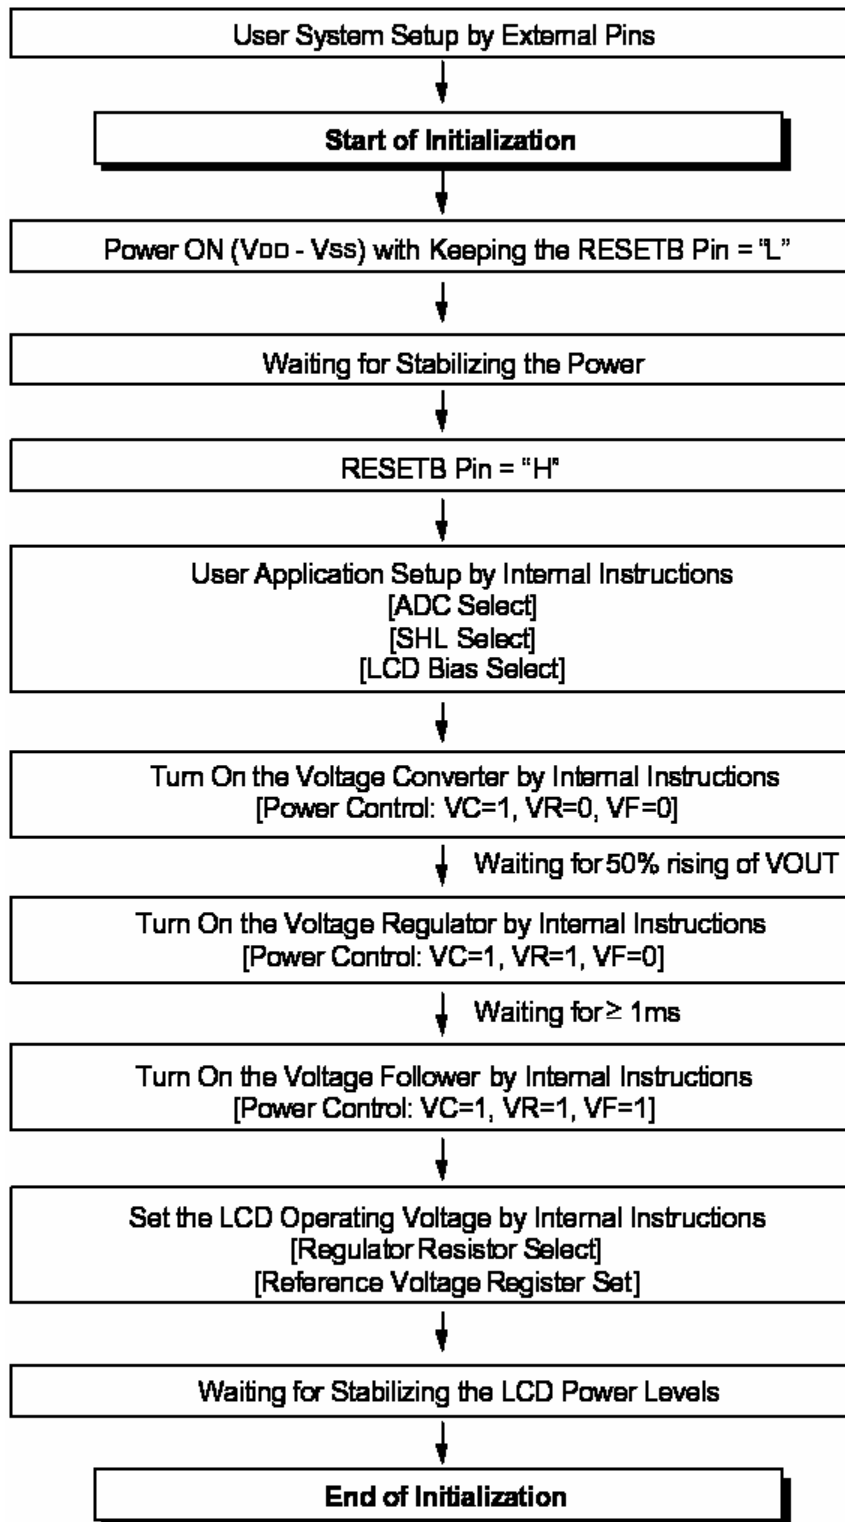 User System Setup by External Pins
Start of Initialization
Power ON (VDD - VSS) with Keeping the RESETB Pin = "L"
Waiting for Stabilizing the Power
RESETB Pin = "H"
User Application Setup by Internal Instructions
[ADC Select]
[SHL Select]
[LCD Bias Select]
Turn On the Voltage Converter by Internal Instructions
[Power Control: VC=1, VR=0, VF=0]
Waiting for 50% rising of VOUT
Turn On the Voltage Regulator by Internal Instructions
[Power Control: VC=1, VR=1, VF=0]
Waiting for ≥ 1ms
Turn On the Voltage Follower by Internal Instructions
[Power Control: VC=1, VR=1, VF=1]
Set the LCD Operating Voltage by Internal Instructions
[Regulator Resistor Select]
[Reference Voltage Register Set]
Waiting for Stabilizing the LCD Power Levels
End of Initialization